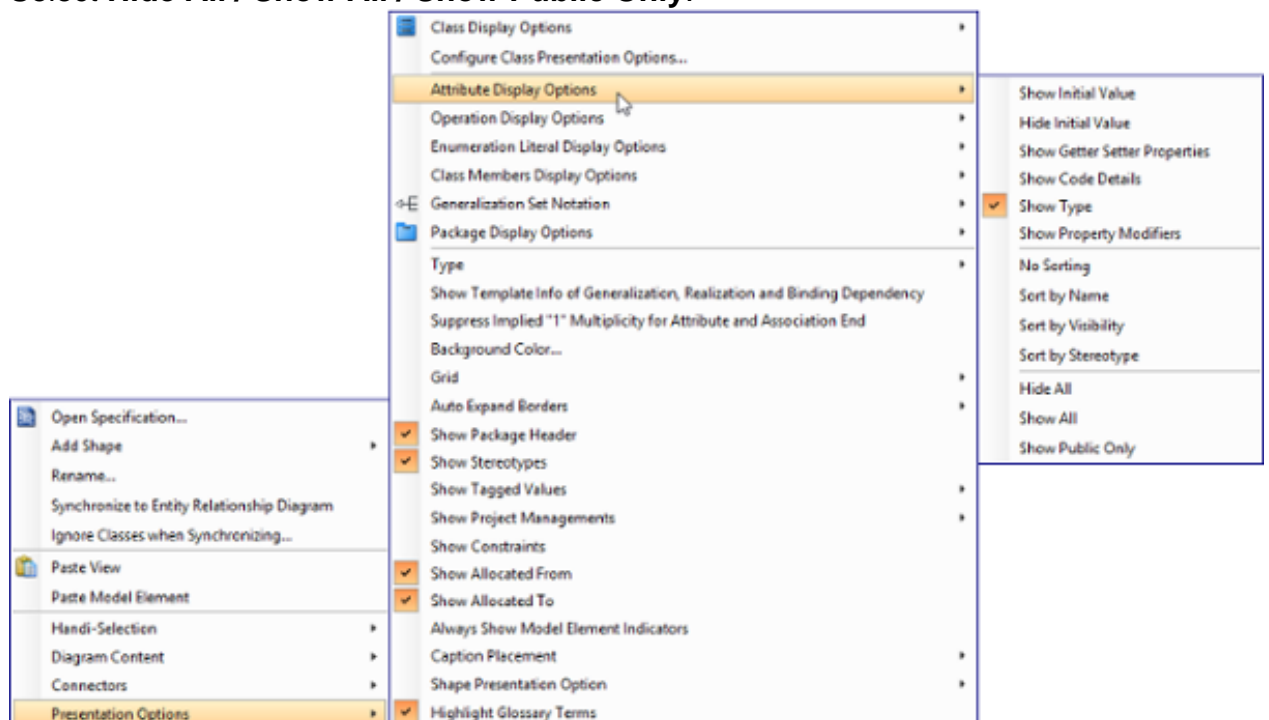 Hide All / Show All / Show Public Only.
Class Display Options
Configure Class Presentation Options...
Attribute Display Options
Operation Display Options
Enumeration Literal Display Options
Class Members Display Options
Generalization Set Notation
Package Display Options
Type
Show Template Info of Generalization, Realization and Binding Dependency
Suppress Implied "1" Multiplicity for Attribute and Association End
Background Color...
Grid
Auto Expand Borders
Show Package Header
Show Stereotypes
Show Tagged Values
Show Project Managements
Show Constraints
Show Allocated From
Show Allocated To
Always Show Model Element Indicators
Caption Placement
Shape Presentation Option
Highlight Glossary Terms
Show Initial Value
Hide Initial Value
Show Getter Setter Properties
Show Code Details
Show Type
Show Property Modifiers
No Sorting
Sort by Name
Sort by Visibility
Sort by Stereotype
Hide All
Show All
Show Public Only
Open Specification...
Add Shape
Rename...
Synchronize to Entity Relationship Diagram
Ignore Classes when Synchronizing...
Paste View
Paste Model Element
Handi-Selection
Diagram Content
Connectors
Presentation Options